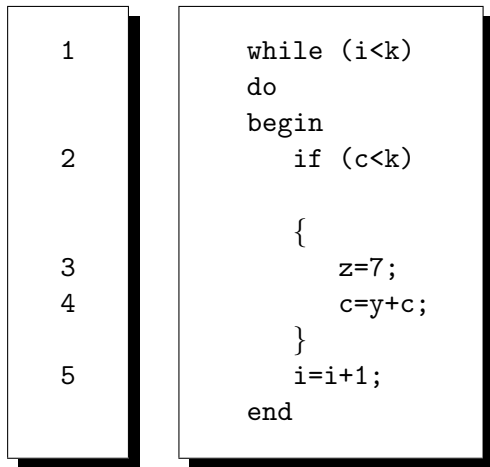 1 while (i<k)
do
begin
2 if (c<k)
{
3 z=7;
4 c=y+c;
}
5 i=i+1;
end